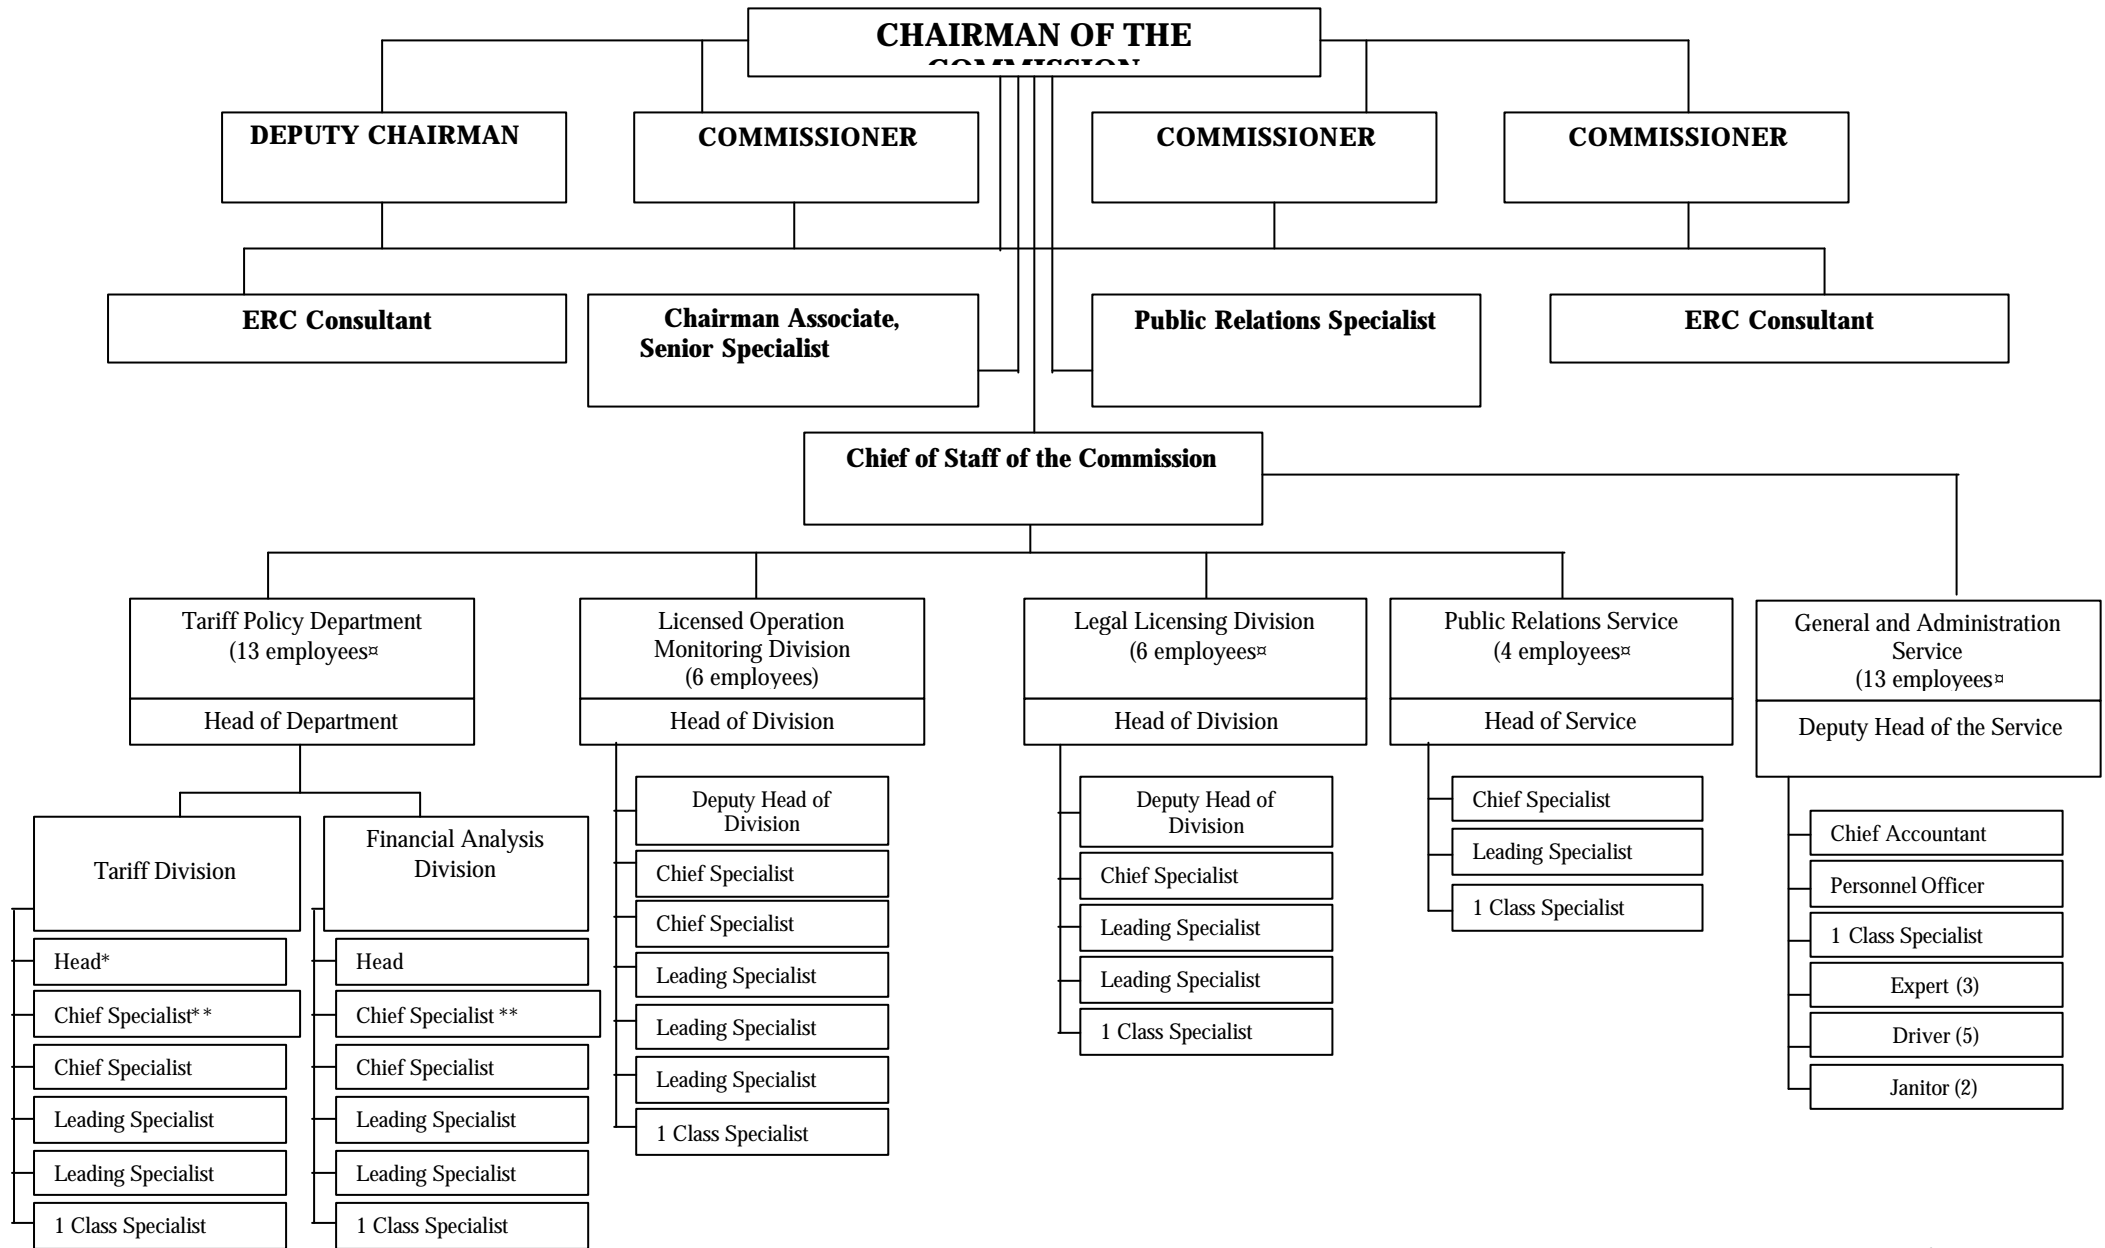 CHAIRMAN OF THE
COMMISSION
DEPUTY CHAIRMAN
COMMISSIONER
COMMISSIONER
COMMISSIONER
ERC Consultant
Chairman Associate,
Senior Specialist
Public Relations Specialist
ERC Consultant
Chief of Staff of the Commission
Tariff Policy Department
(13 employees¤
Head of Department
Licensed Operation
Monitoring Division
(6 employees)
Head of Division
Legal Licensing Division
(6 employees¤
Head of Division
Public Relations Service
(4 employees¤
Head of Service
General and Administration
Service
(13 employees¤
Deputy Head of the Service
Tariff Division
Head*
Chief Specialist**
Chief Specialist
Leading Specialist
Leading Specialist
1 Class Specialist
Financial Analysis
Division
Head
Chief Specialist **
Chief Specialist
Leading Specialist
Leading Specialist
1 Class Specialist
Deputy Head of
Division
Chief Specialist
Chief Specialist
Leading Specialist
Leading Specialist
Leading Specialist
1 Class Specialist
Deputy Head of
Division
Chief Specialist
Leading Specialist
Leading Specialist
1 Class Specialist
Chief Specialist
Leading Specialist
1 Class Specialist
Chief Accountant
Personnel Officer
1 Class Specialist
Expert (3)
Driver (5)
Janitor (2)